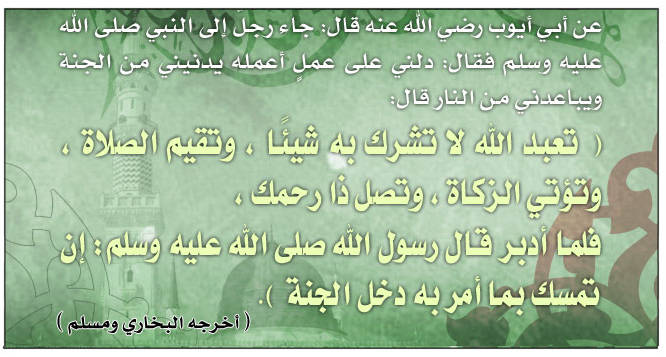 عن أبي أيوب رضي الله عنه قال: جاء رجل إلى النبي صلى الله
عليه وسلم فقال: دلني على عملٍ أعمله يدنيني من الجنة
ويباعدني من النار قال:
( تعبد الله لا تشرك به شيئًا ، وتقيم الصلاة ،
وتؤتي الزكاة ، وتصل ذا رحمك ،
فلما أدبر قال رسول الله صلى الله عليه وسلم : إن
تمسك بما أمر به دخل الجنة ).
( أخرجه البخاري ومسلم )